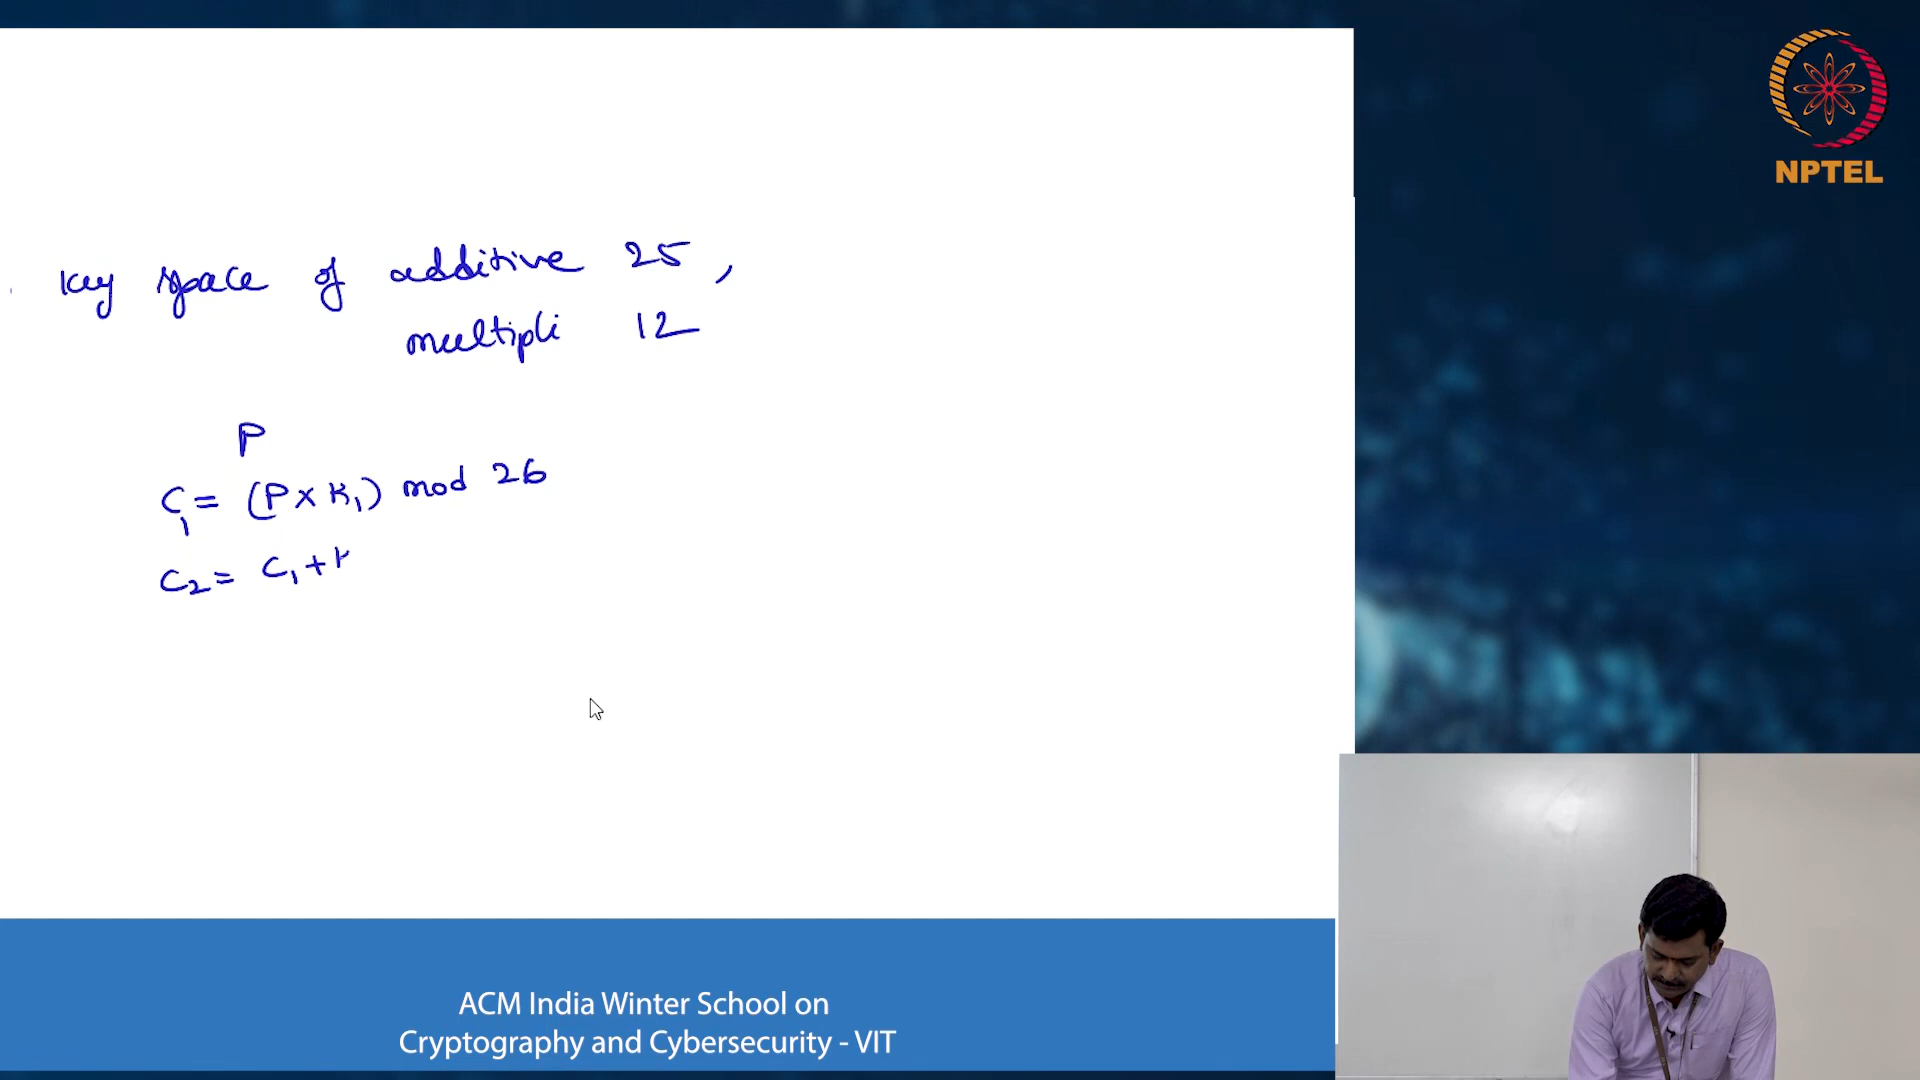 NPTEL
key space of additive 25,
multipli 12
P
C₁ = (P x K₁) mod 26
C₂ = C₁ +
ACM India Winter School on
Cryptography and Cybersecurity - VIT